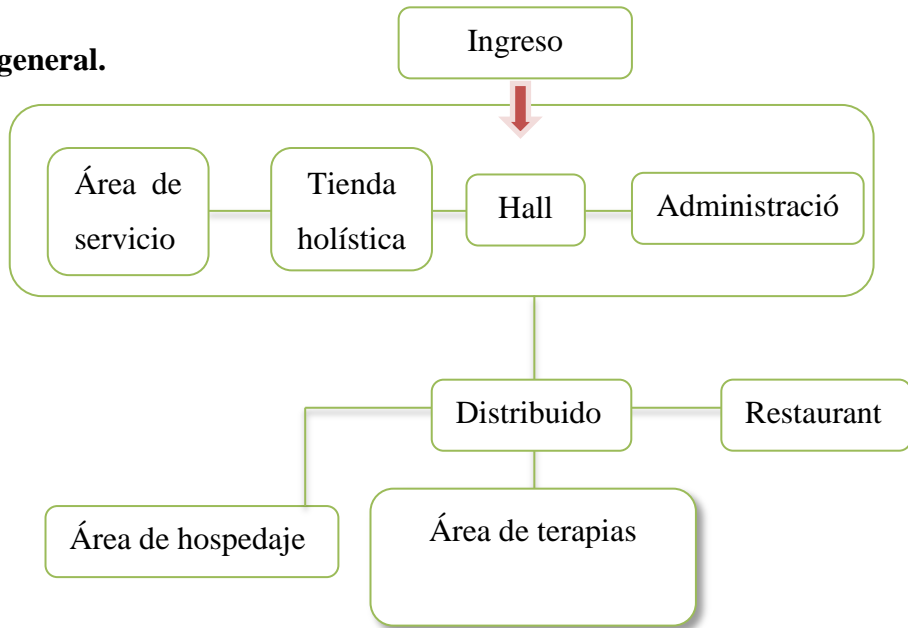 Ingreso
general.
Área de
servicio
Tienda
holística
Hall
Administració
Distribuido
Restaurant
Área de hospedaje
Área de terapias